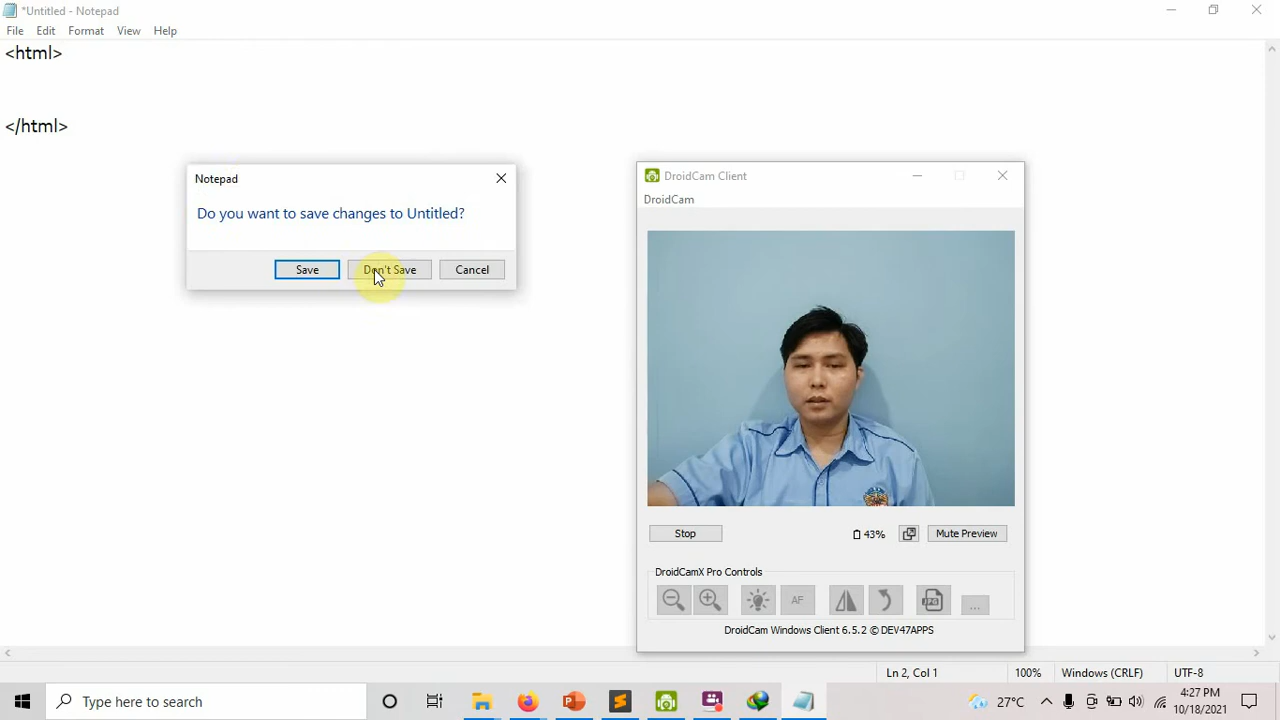 *Untitled - Notepad
File Edit Format View Help
<html>
</html>
Notepad
Do you want to save changes to Untitled?
Save Don't Save Cancel
DroidCam Client
DroidCam
Stop 43% Mute Preview
DroidCamX Pro Controls
AF JPG ...
DroidCam Windows Client 6.5.2 © DEV47APPS
Ln 2, Col 1 100% Windows (CRLF) UTF-8
Type here to search
27°C
4:27 PM
10/18/2021